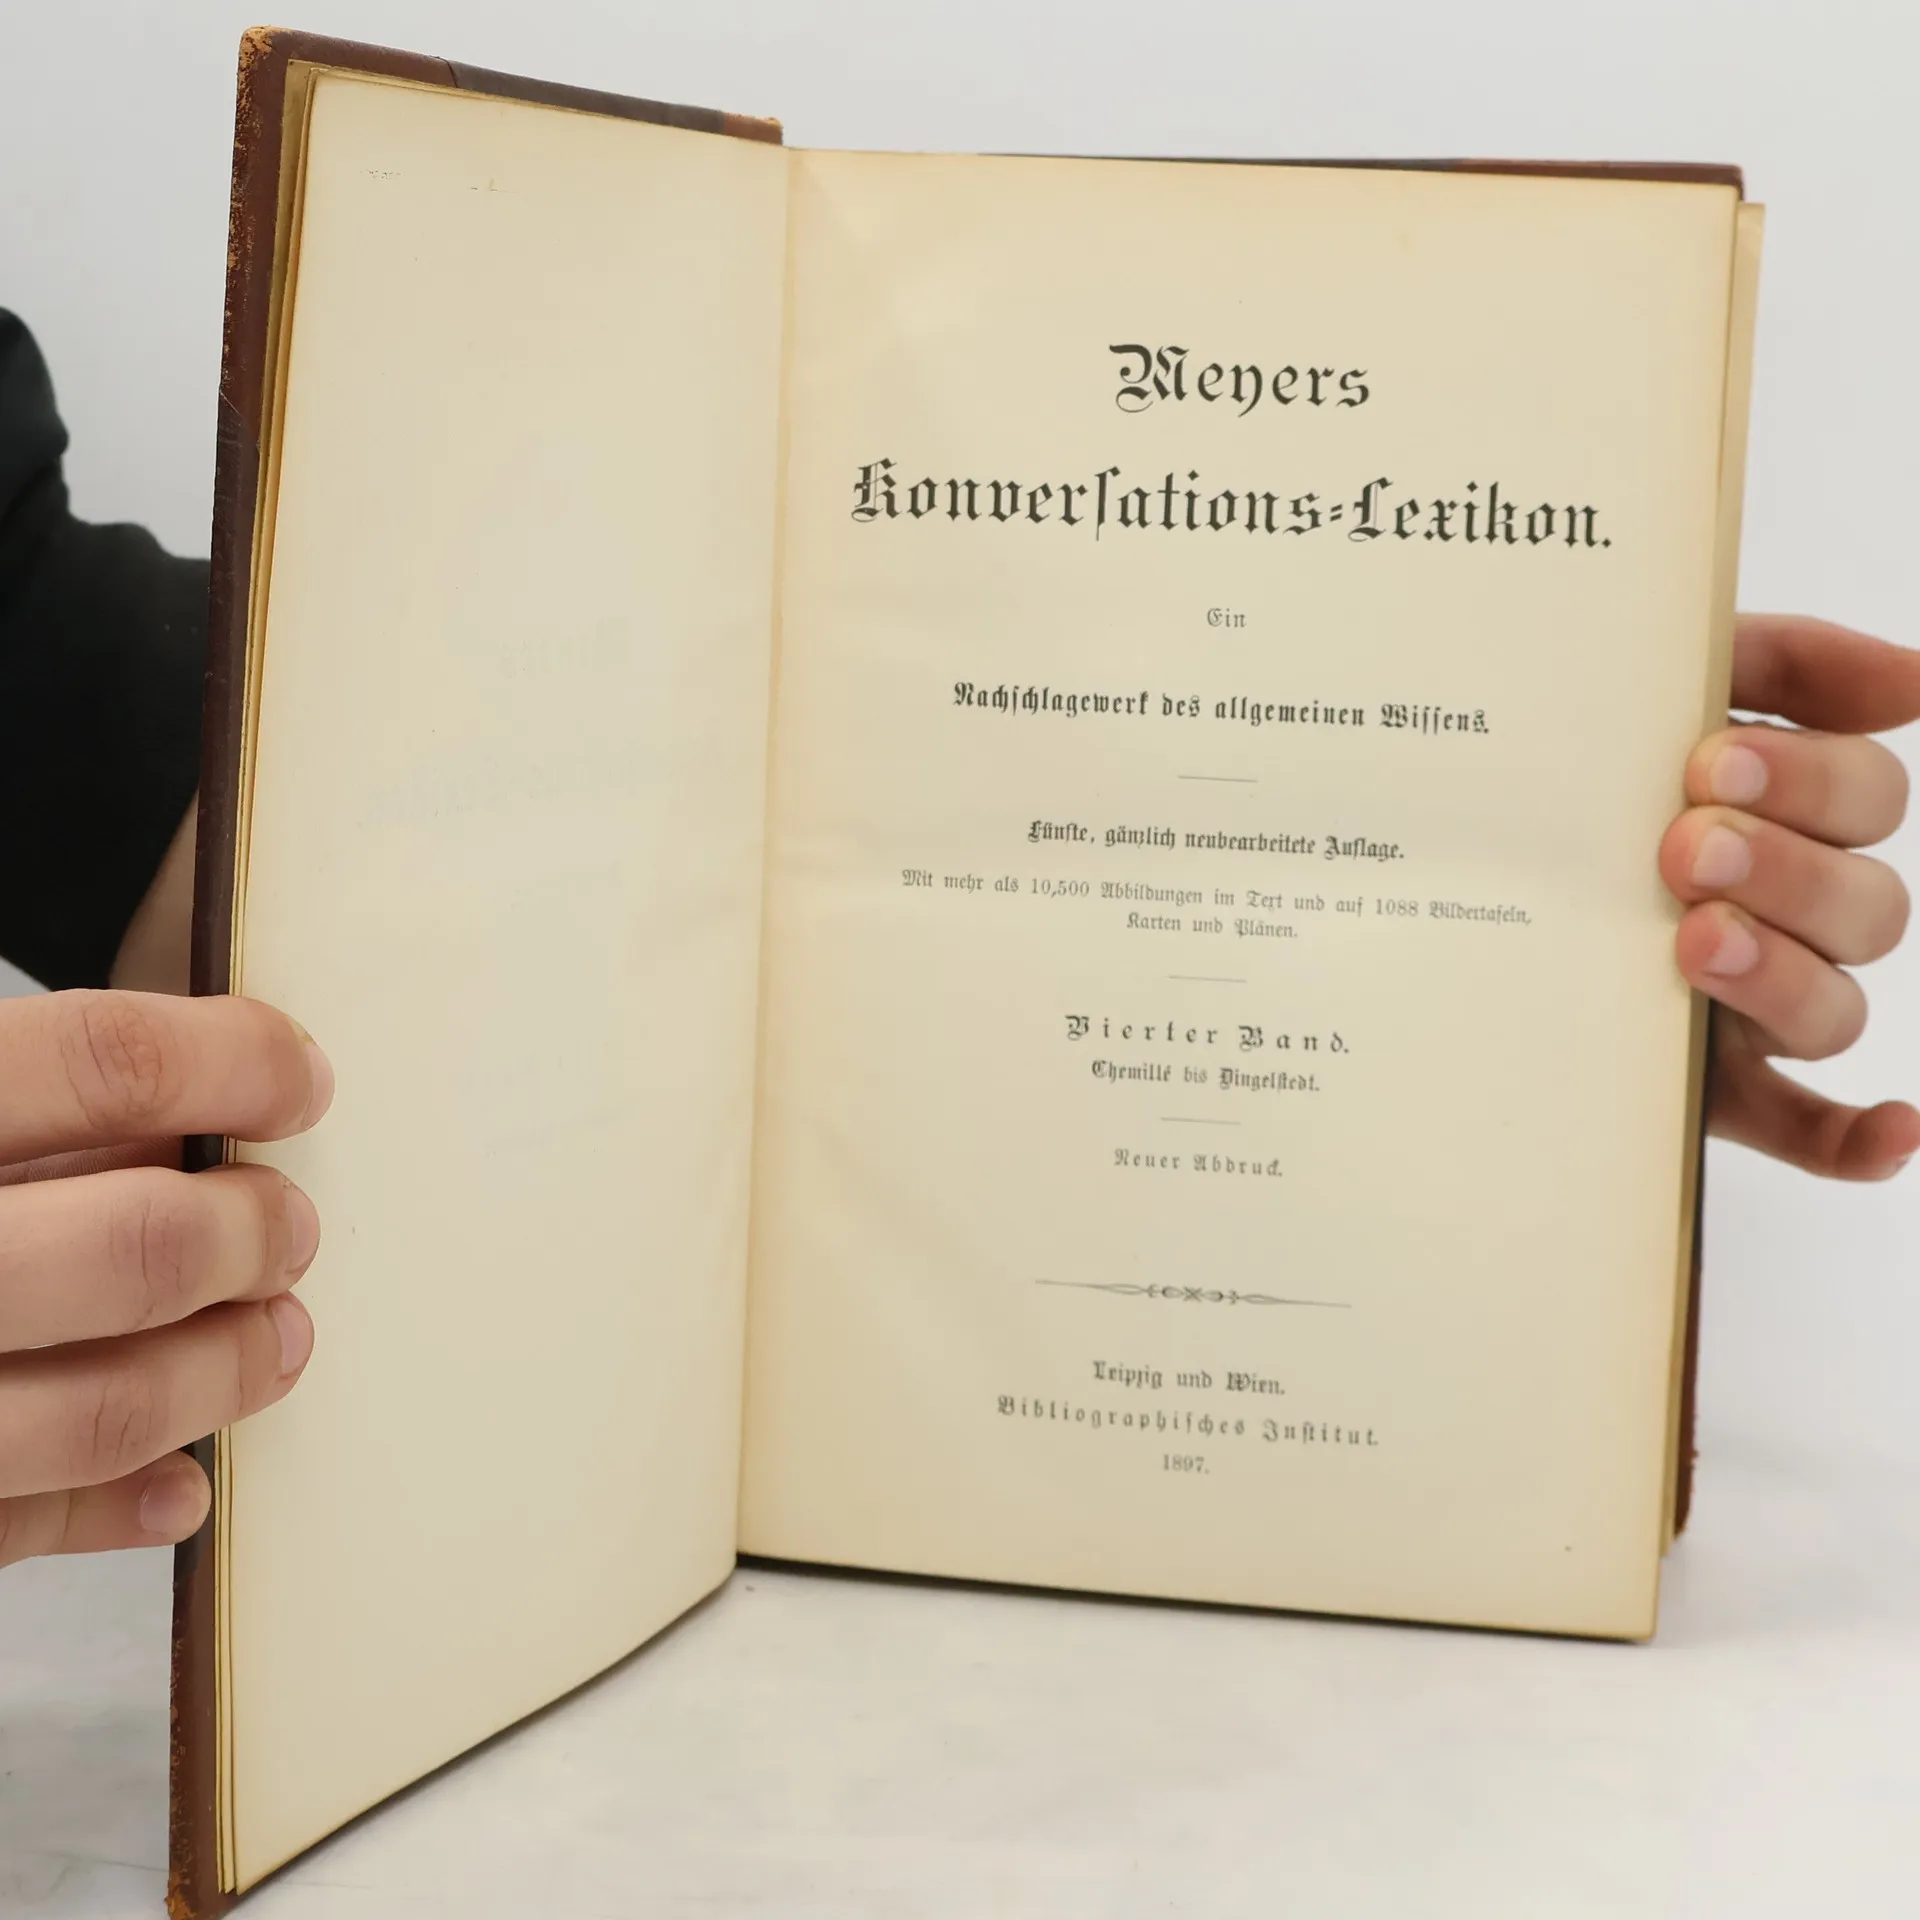 Meyers
Konverſations-Lexikon.
Ein
Nachſchlagewerk des allgemeinen Wiſſens.
Fünfte, gänzlich neubearbeitete Auflage.
Mit mehr als 10,500 Abbildungen im Text und auf 1088 Bildertafeln,
Karten und Plänen.
Vierter Band.
Chemillé bis Dingelſtedt.
Neuer Abdruck.
Leipzig und Wien.
Bibliographiſches Inſtitut.
1897.